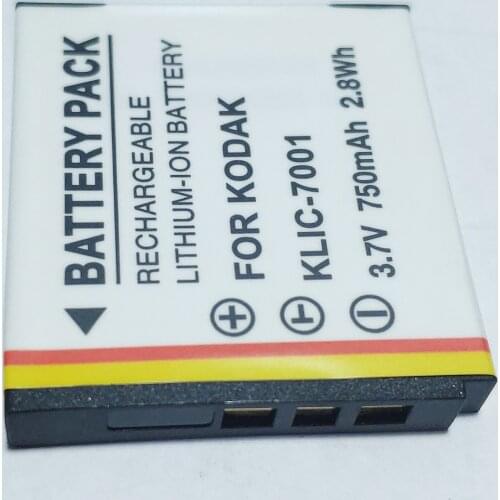 BATTERY PACK
RECHARGEABLE
LITHIUM-ION BATTERY
FOR KODAK
KLIC-7001
3.7V 750mAh 2.8Wh
+ T -